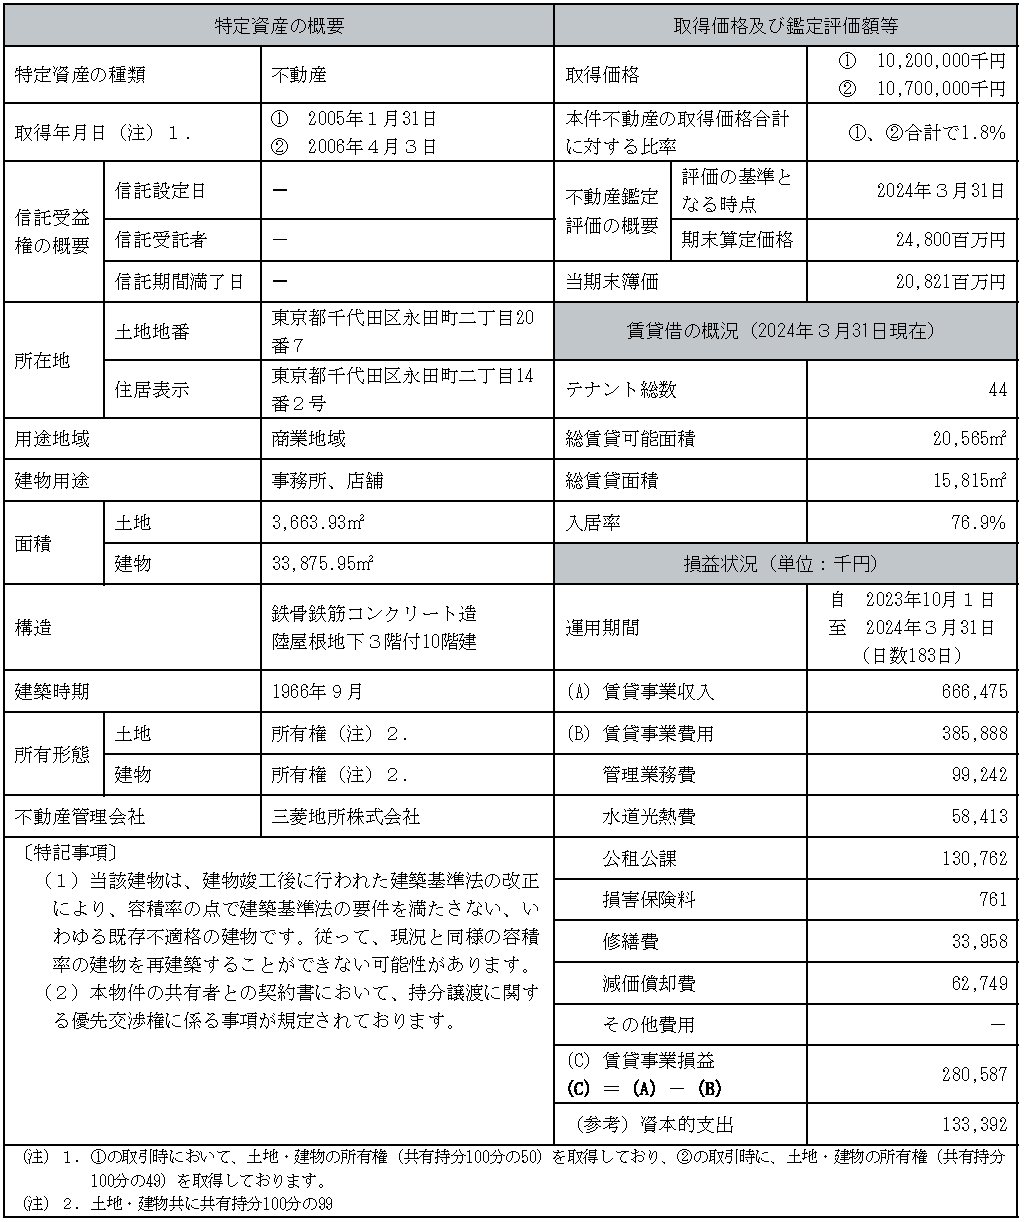 特定資産の概要
特定資産の種類 不動産
取得年月日（注）１． ① 2005年１月31日
② 2006年４月３日
信託受益権の概要
信託設定日 －
信託受託者 －
信託期間満了日 －
所在地
土地地番 東京都千代田区永田町二丁目20
番７
住居表示 東京都千代田区永田町二丁目14
番２号
用途地域 商業地域
建物用途 事務所、店舗
面積
土地 3,663.93㎡
建物 33,875.95㎡
構造 鉄骨鉄筋コンクリート造
陸屋根地下３階付10階建
建築時期 1966年９月
所有形態
土地 所有権（注）２．
建物 所有権（注）２．
不動産管理会社 三菱地所株式会社
〔特記事項〕
（１）当該建物は、建物竣工後に行われた建築基準法の改正
により、容積率の点で建築基準法の要件を満たさない、い
わゆる既存不適格の建物です。従って、現況と同様の容積
率の建物を再建築することができない可能性があります。
（２）本物件の共有者との契約書において、持分譲渡に関す
る優先交渉権に係る事項が規定されております。
取得価格及び鑑定評価額等
取得価格 ① 10,200,000千円
② 10,700,000千円
本件不動産の取得価格合計
に対する比率 ①、②合計で1.8%
不動産鑑定
評価の概要
評価の基準と
なる時点 2024年３月31日
期末算定価格 24,800百万円
当期末簿価 20,821百万円
賃貸借の概況（2024年３月31日現在）
テナント総数 44
総賃貸可能面積 20,565㎡
総賃貸面積 15,815㎡
入居率 76.9%
損益状況（単位：千円）
運用期間 自 2023年10月１日
至 2024年３月31日
（日数183日）
(A) 賃貸事業収入 666,475
(B) 賃貸事業費用 385,888
管理業務費 99,242
水道光熱費 58,413
公租公課 130,762
損害保険料 761
修繕費 33,958
減価償却費 62,749
その他費用 －
(C) 賃貸事業損益
(C) ＝ (A) － (B) 280,587
（参考）資本的支出 133,392
（注）１．①の取引時において、土地・建物の所有権（共有持分100分の50）を取得しており、②の取引時に、土地・建物の所有権（共有持分
100分の49）を取得しております。
（注）２．土地・建物共に共有持分100分の99